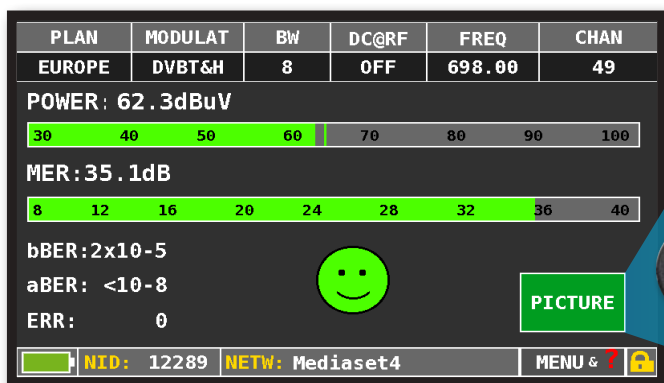 PLAN MODULAT BW DC@RF FREQ CHAN
EUROPE DVBT&H 8 OFF 698.00 49
POWER: 62.3dBuV
30 40 50 60 70 80 90 100
MER:35.1dB
8 12 16 20 24 28 32 36 40
bBER:2x10-5
aBER: <10-8
PICTURE
ERR: 0
NID: 12289 NETW: Mediaset4 MENU & ?